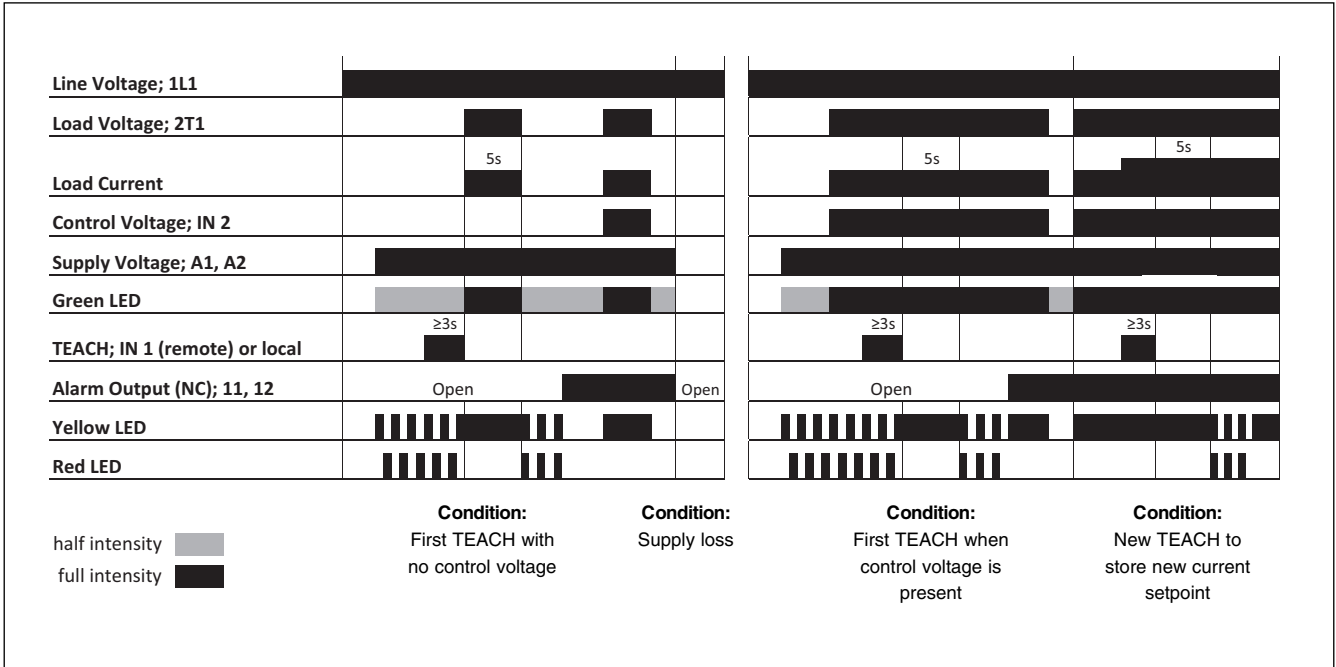 Line Voltage; 1L1
Load Voltage; 2T1
5s
5s
5s
Load Current
Control Voltage; IN 2
Supply Voltage; A1, A2
Green LED
≥3s
≥3s
≥3s
TEACH; IN 1 (remote) or local
Alarm Output (NC); 11, 12
Open
Open
Open
Yellow LED
Red LED
half intensity
full intensity
Condition:
First TEACH with
no control voltage
Condition:
Supply loss
Condition:
First TEACH when
control voltage is
present
Condition:
New TEACH to
store new current
setpoint